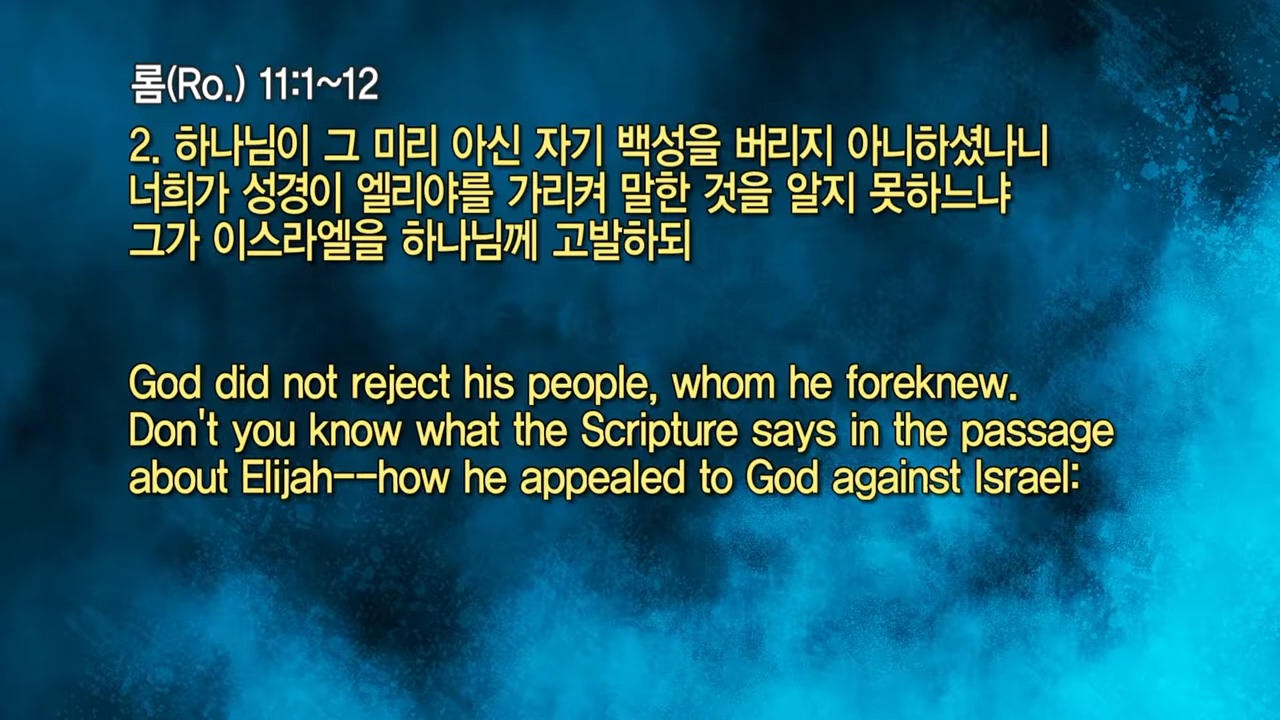 롬(Ro.) 11:1~12
2. 하나님이 그 미리 아신 자기 백성을 버리지 아니하셨나니
너희가 성경이 엘리야를 가리켜 말한 것을 알지 못하느냐
그가 이스라엘을 하나님께 고발하되
God did not reject his people, whom he foreknew.
Don't you know what the Scripture says in the passage
about Elijah--how he appealed to God against Israel: